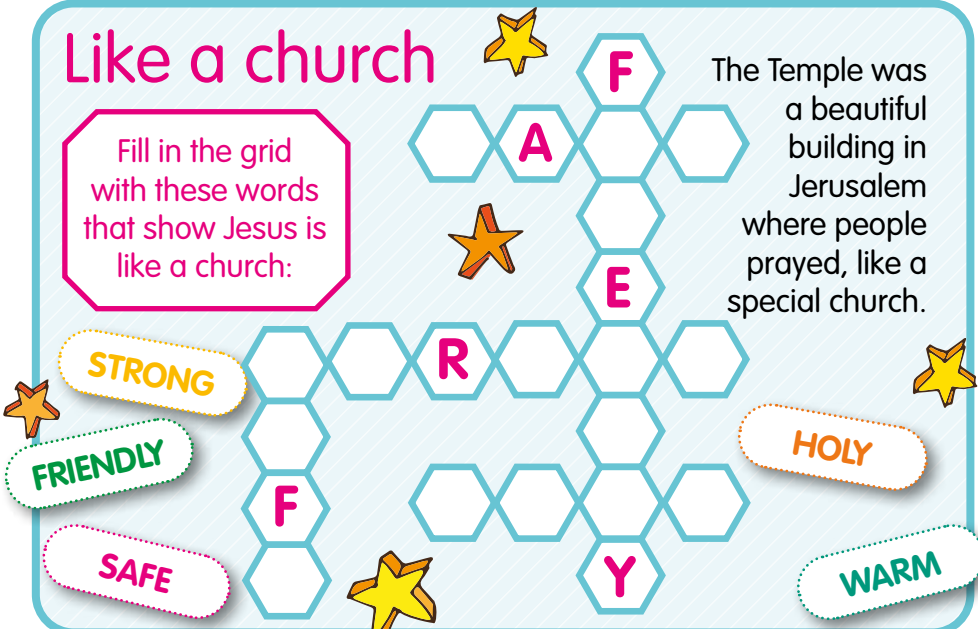 Like a church
Fill in the grid
with these words
that show Jesus is
like a church:
The Temple was
a beautiful
building in
Jerusalem
where people
prayed, like a
special church.
F
A
E
R
F
Y
STRONG
FRIENDLY
SAFE
HOLY
WARM